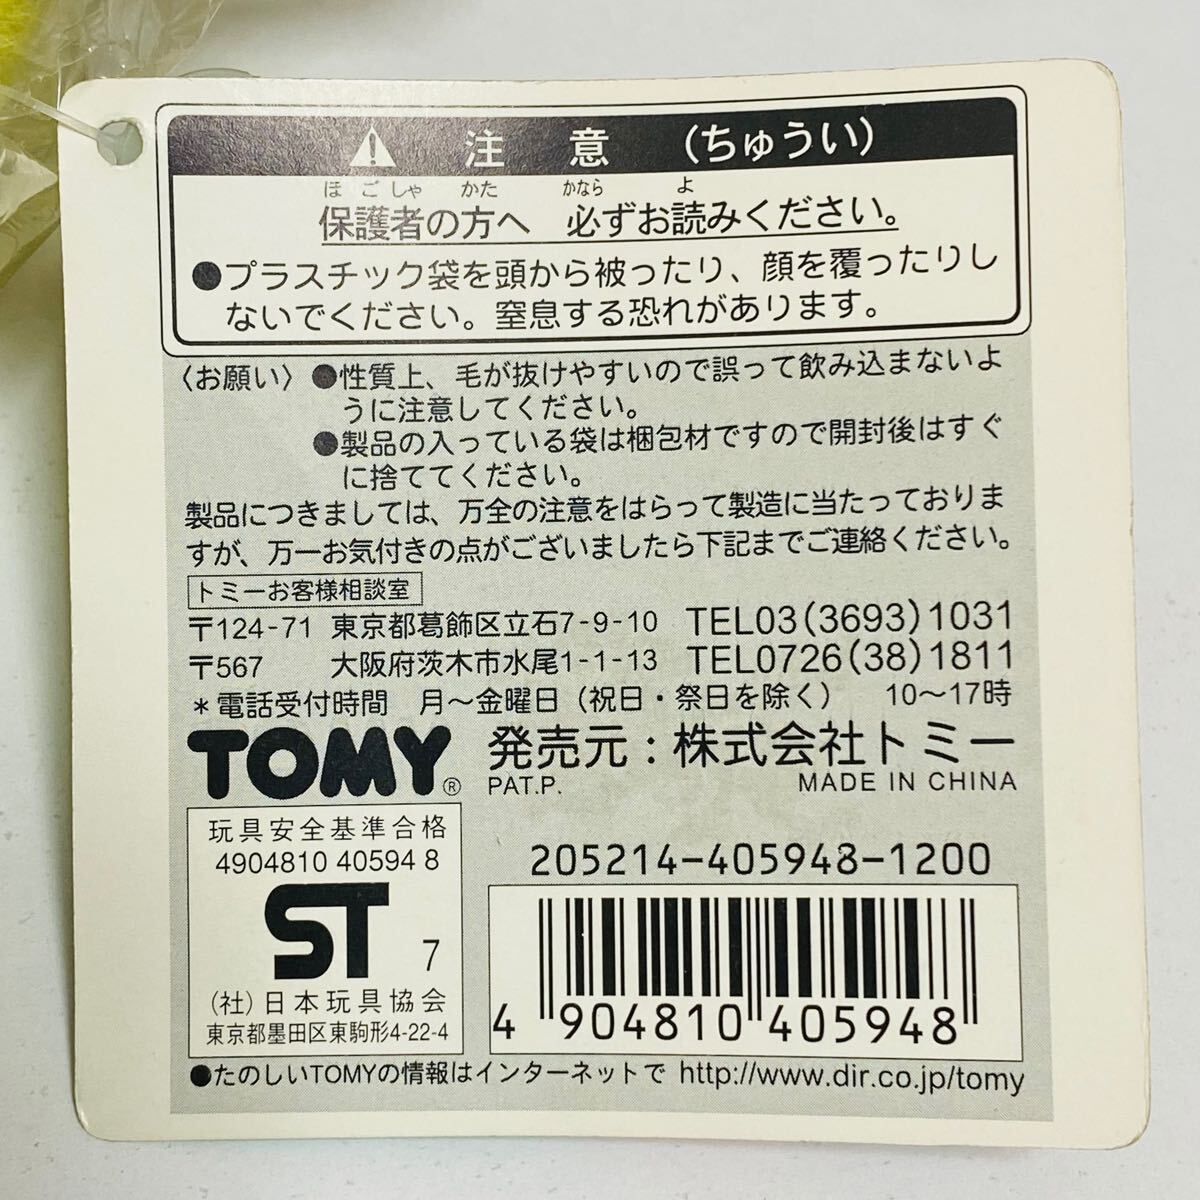 注 意 (ちゅうい)
ほごしゃ かた かなら よ
保護者の方へ 必ずお読みください。
●プラスチック袋を頭から被ったり、顔を覆ったりし
ないでください。窒息する恐れがあります。
〈お願い〉●性質上、毛が抜けやすいので誤って飲み込まないよ
うに注意してください。
●製品の入っている袋は梱包材ですので開封後はすぐ
に捨ててください。
製品につきましては、万全の注意をはらって製造に当たっておりま
すが、万一お気付きの点がございましたら下記までご連絡ください。
トミーお客様相談室
〒124-71 東京都葛飾区立石7-9-10 TEL03(3693)1031
〒567 大阪府茨木市水尾1-1-13 TEL0726(38)1811
*電話受付時間 月〜金曜日(祝日・祭日を除く) 10〜17時
TOMY® 発売元:株式会社トミー
PAT.P. MADE IN CHINA
玩具安全基準合格
4904810 40594 8
ST 7
(社)日本玩具協会
東京都墨田区東駒形4-22-4
205214-405948-1200
4 904810 405948
●たのしいTOMYの情報はインターネットで http://www.dir.co.jp/tomy